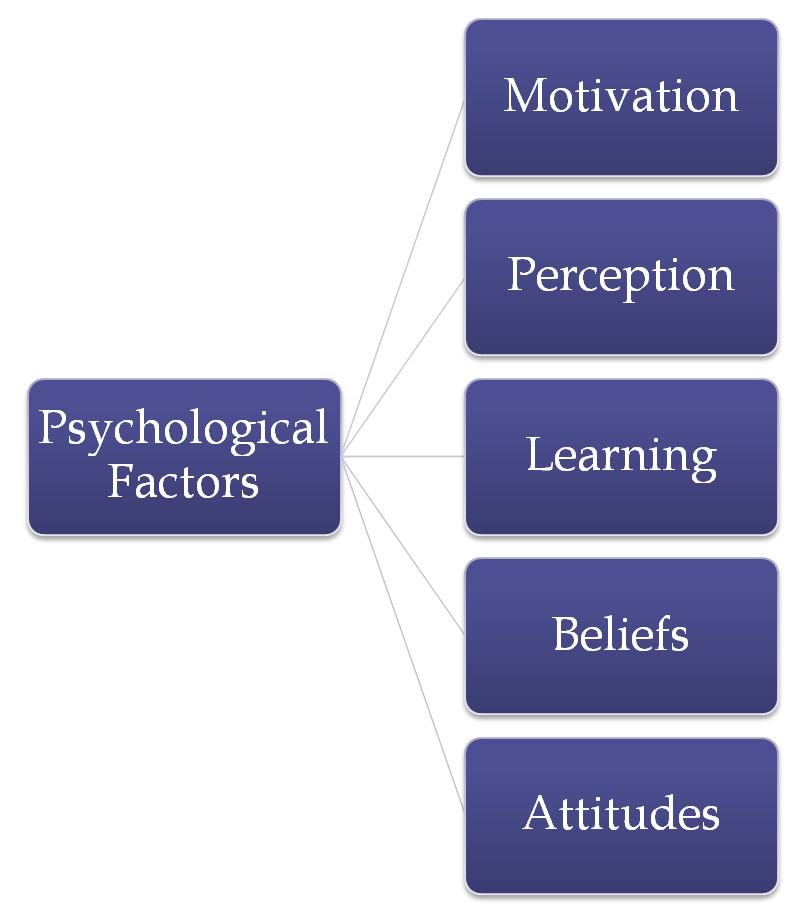 Motivation
Perception
Psychological
Factors
Learning
Beliefs
Attitudes